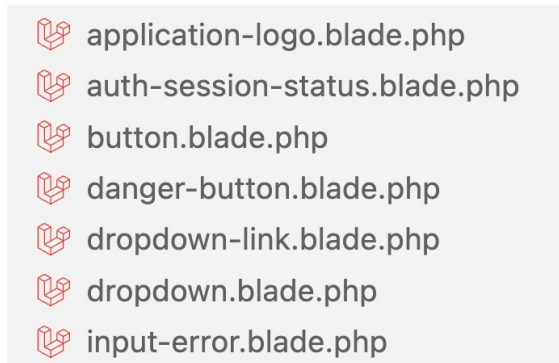 application-logo.blade.php
auth-session-status.blade.php
button.blade.php
danger-button.blade.php
dropdown-link.blade.php
dropdown.blade.php
input-error.blade.php